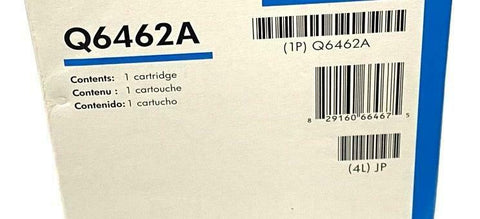 Q6462A
(1P) Q6462A
Contents: 1 cartridge
Contenu : 1 cartouche
Contenido: 1 cartucho
8 29160 66467 5
(4L) JP